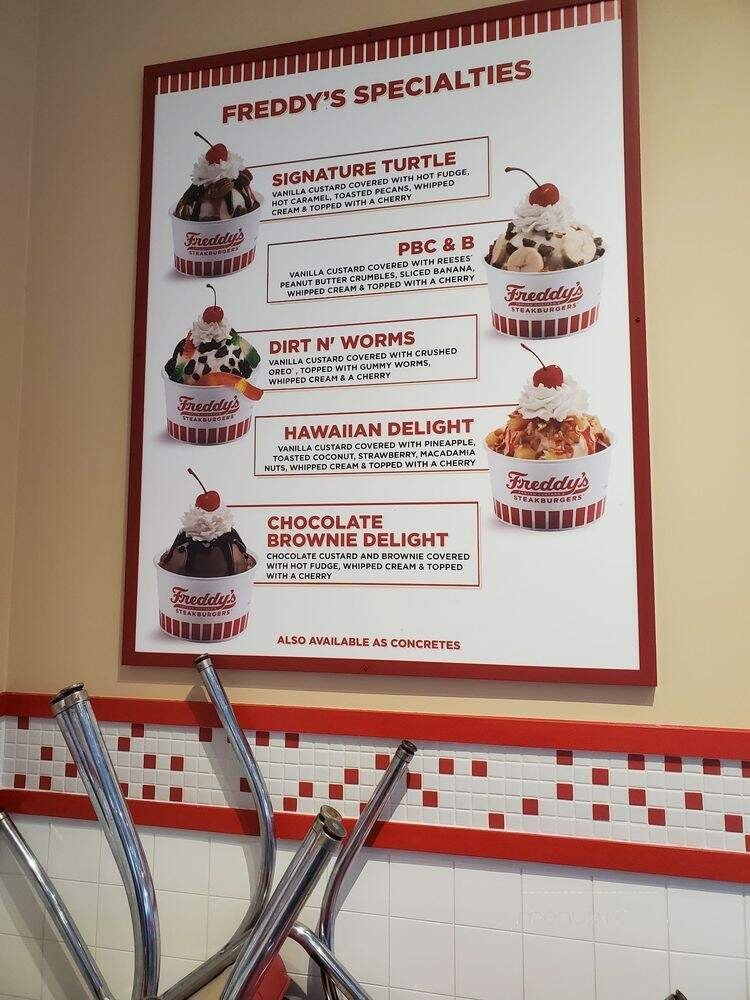 FREDDY'S SPECIALTIES
SIGNATURE TURTLE
VANILLA CUSTARD COVERED WITH HOT FUDGE,
HOT CARAMEL, TOASTED PECANS, WHIPPED
CREAM & TOPPED WITH A CHERRY
Freddy's
STEAKBURGERS
PBC & B
VANILLA CUSTARD COVERED WITH REESES'
PEANUT BUTTER CRUMBLES, SLICED BANANA,
WHIPPED CREAM & TOPPED WITH A CHERRY
Freddy's
STEAKBURGERS
DIRT N' WORMS
VANILLA CUSTARD COVERED WITH CRUSHED
OREO®, TOPPED WITH GUMMY WORMS,
WHIPPED CREAM & A CHERRY
Freddy's
STEAKBURGERS
HAWAIIAN DELIGHT
VANILLA CUSTARD COVERED WITH PINEAPPLE,
TOASTED COCONUT, STRAWBERRY, MACADAMIA
NUTS, WHIPPED CREAM & TOPPED WITH A CHERRY
Freddy's
STEAKBURGERS
CHOCOLATE
BROWNIE DELIGHT
CHOCOLATE CUSTARD AND BROWNIE COVERED
WITH HOT FUDGE, WHIPPED CREAM & TOPPED
WITH A CHERRY
Freddy's
STEAKBURGERS
ALSO AVAILABLE AS CONCRETES